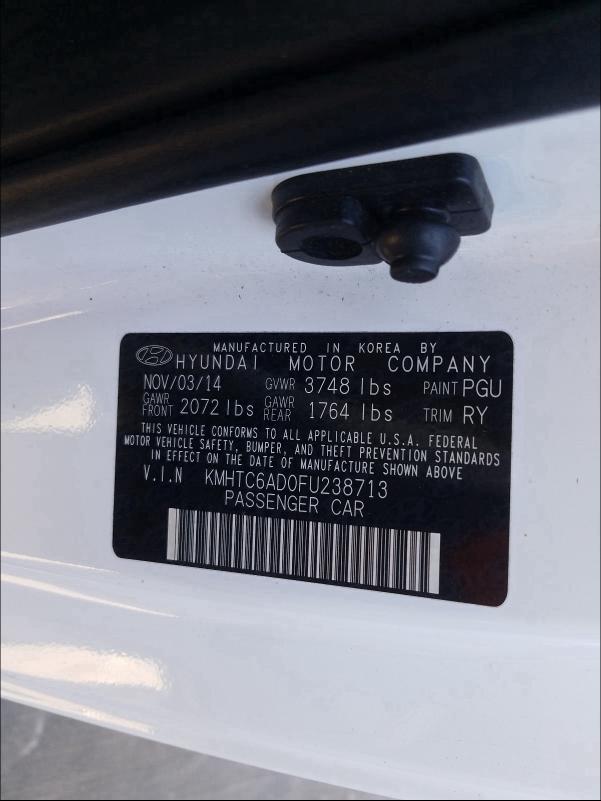 MANUFACTURED IN KOREA BY
HYUNDAI MOTOR COMPANY
NOV/03/14 GVWR 3748 lbs PAINT PGU
GAWR FRONT 2072 lbs GAWR REAR 1764 lbs TRIM RY
THIS VEHICLE CONFORMS TO ALL APPLICABLE U.S.A. FEDERAL
MOTOR VEHICLE SAFETY, BUMPER, AND THEFT PREVENTION STANDARDS
IN EFFECT ON THE DATE OF MANUFACTURE SHOWN ABOVE
V.I.N KMHTC6AD0FU238713
PASSENGER CAR